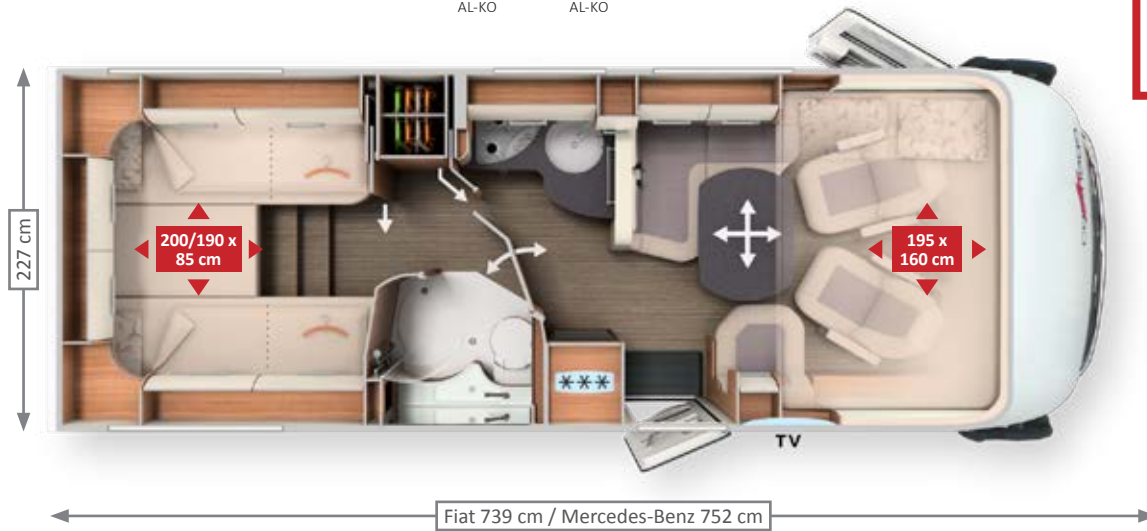 AL-KO AL-KO
227 cm
200/190 x
85 cm
195 x
160 cm
***
TV
Fiat 739 cm / Mercedes-Benz 752 cm